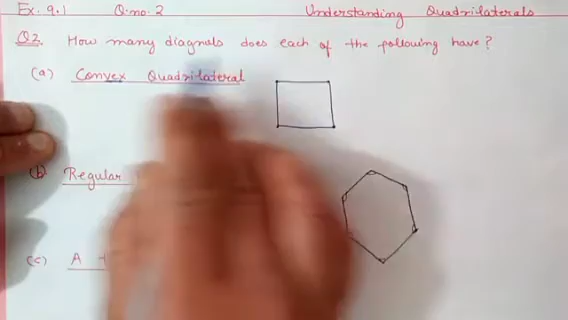 Ex. 9.1 Q.no. 2 Understanding Quadrilaterals
Q2. How many diagnols does each of the following have?
(a) Convex Quadrilateral
(b) Regular
(c) A